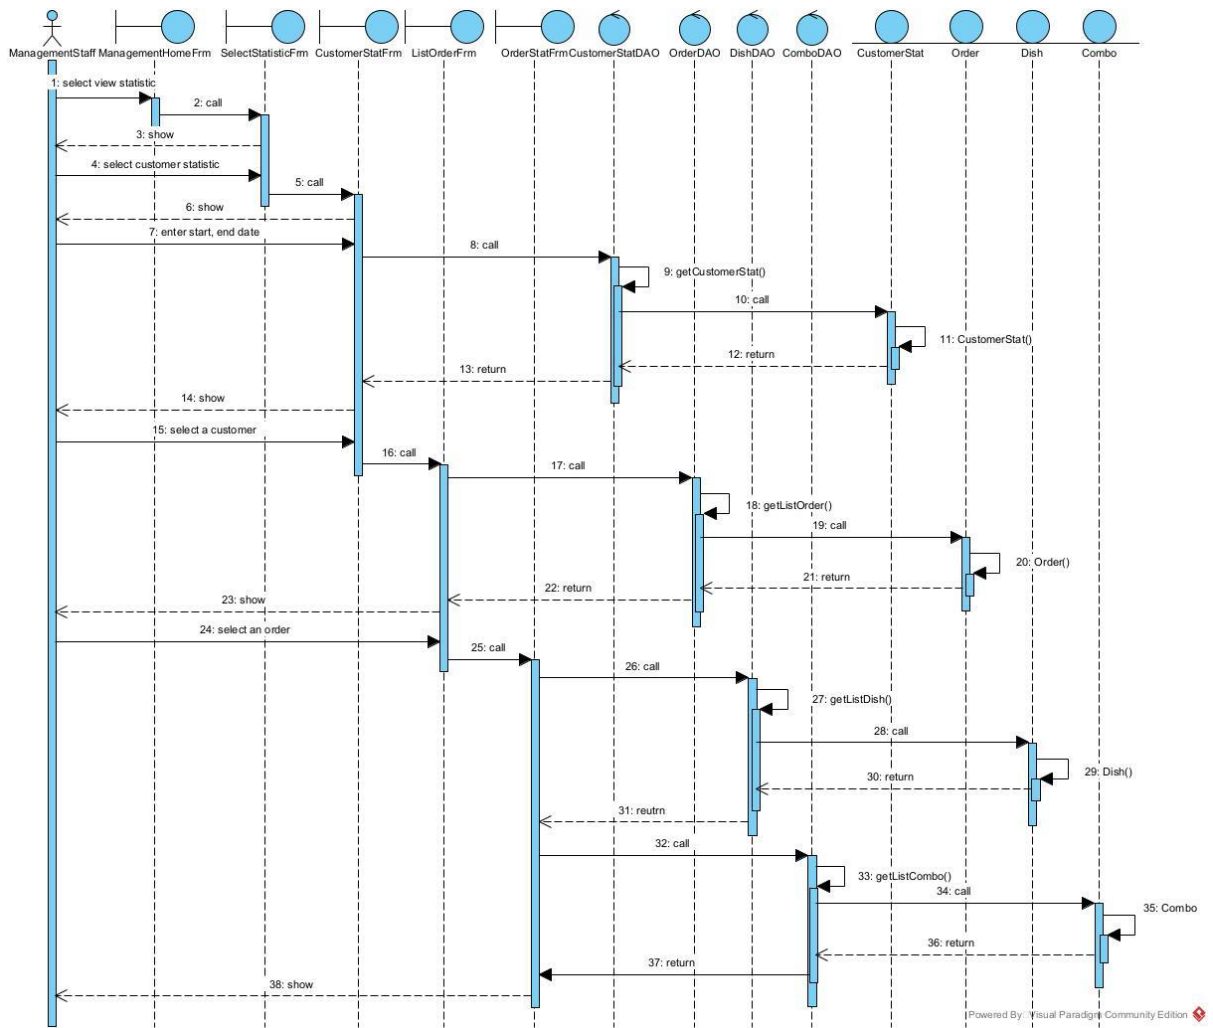 ManagementStaff ManagementHomeFrm SelectStatisticFrm CustomerStatFrm ListOrderFrm OrderStatFrm CustomerStatDAO OrderDAO DishDAO ComboDAO CustomerStat Order Dish Combo
1: select view statistic
2: call
3: show
4: select customer statistic
5: call
6: show
7: enter start, end date
8: call
9: getCustomerStat()
10: call
11: CustomerStat()
12: return
13: return
14: show
15: select a customer
16: call
17: call
18: getListOrder()
19: call
20: Order()
21: return
22: return
23: show
24: select an order
25: call
26: call
27: getListDish()
28: call
29: Dish()
30: return
31: reutrn
32: call
33: getListCombo()
34: call
35: Combo
36: return
37: return
38: show
Powered By: Visual Paradigm Community Edition